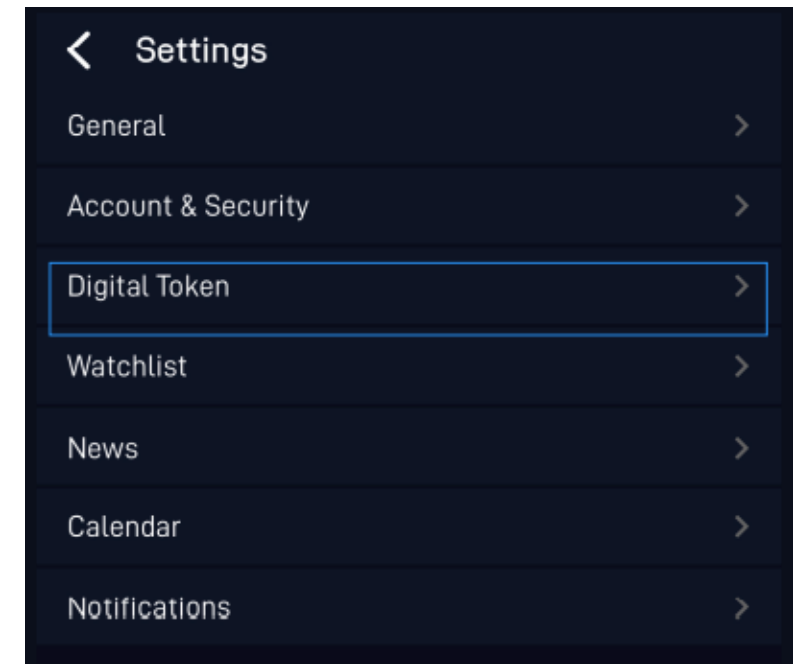 Settings
General
Account & Security
Digital Token
Watchlist
News
Calendar
Notifications